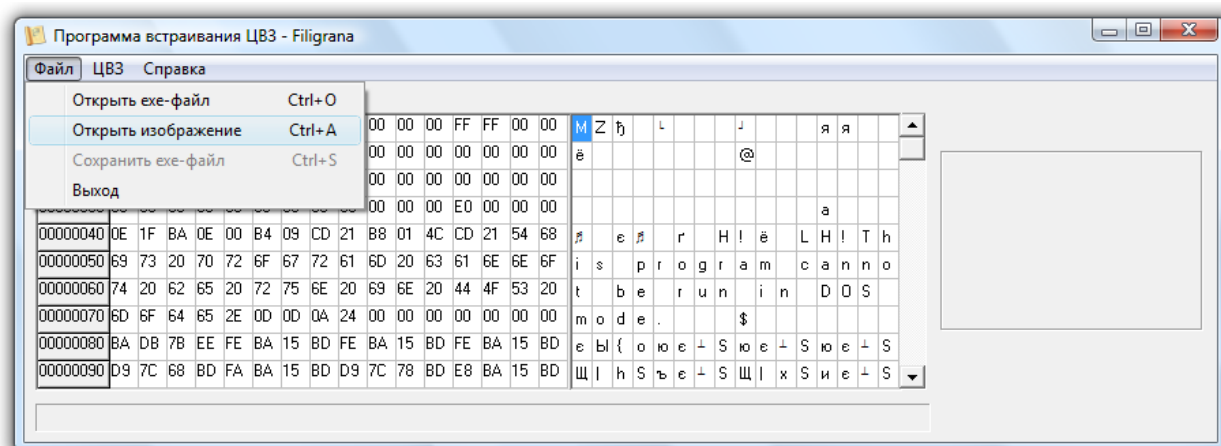 Программа встраивания ЦВЗ - Filigrana
Файл ЦВЗ Справка
Открыть exe-файл Ctrl+O
Открыть изображение Ctrl+A
Сохранить exe-файл Ctrl+S
Выход
00 00 00 FF FF 00 00 M Z ђ └ ┘ я я
00 00 00 00 00 00 00 ё @
00 00 00 00 00 00 00
00 00 00 E0 00 00 00 а
00000040 0E 1F BA 0E 00 B4 09 CD 21 B8 01 4C CD 21 54 68 ♬ є ♬ ґ Н ! ё L Н ! T h
00000050 69 73 20 70 72 6F 67 72 61 6D 20 63 61 6E 6E 6F i s p r o g r a m c a n n o
00000060 74 20 62 65 20 72 75 6E 20 69 6E 20 44 4F 53 20 t b e r u n i n D O S
00000070 6D 6F 64 65 2E 0D 0D 0A 24 00 00 00 00 00 00 00 m o d e . $
00000080 BA DB 7B EE FE BA 15 BD FE BA 15 BD FE BA 15 BD є Ы { о ю є ┴ Ѕ ю є ┴ Ѕ ю є ┴ Ѕ
00000090 D9 7C 68 BD FA BA 15 BD D9 7C 78 BD E8 BA 15 BD Щ | h Ѕ ъ є ┴ Ѕ Щ | x Ѕ и є ┴ Ѕ